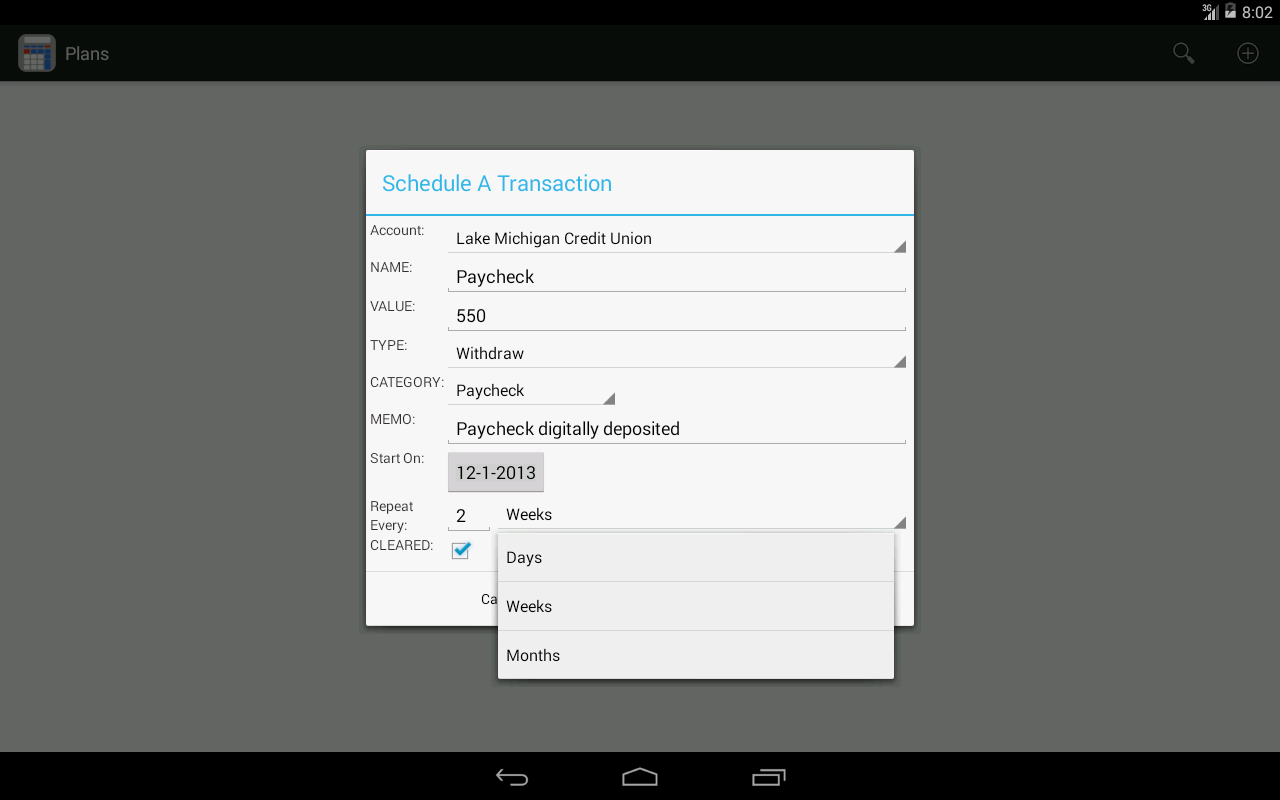 3G 8:02
Plans
Schedule A Transaction
Account: Lake Michigan Credit Union
NAME: Paycheck
VALUE: 550
TYPE: Withdraw
CATEGORY: Paycheck
MEMO: Paycheck digitally deposited
Start On: 12-1-2013
Repeat Every: 2 Weeks
CLEARED:
Days
Ca
Weeks
Months